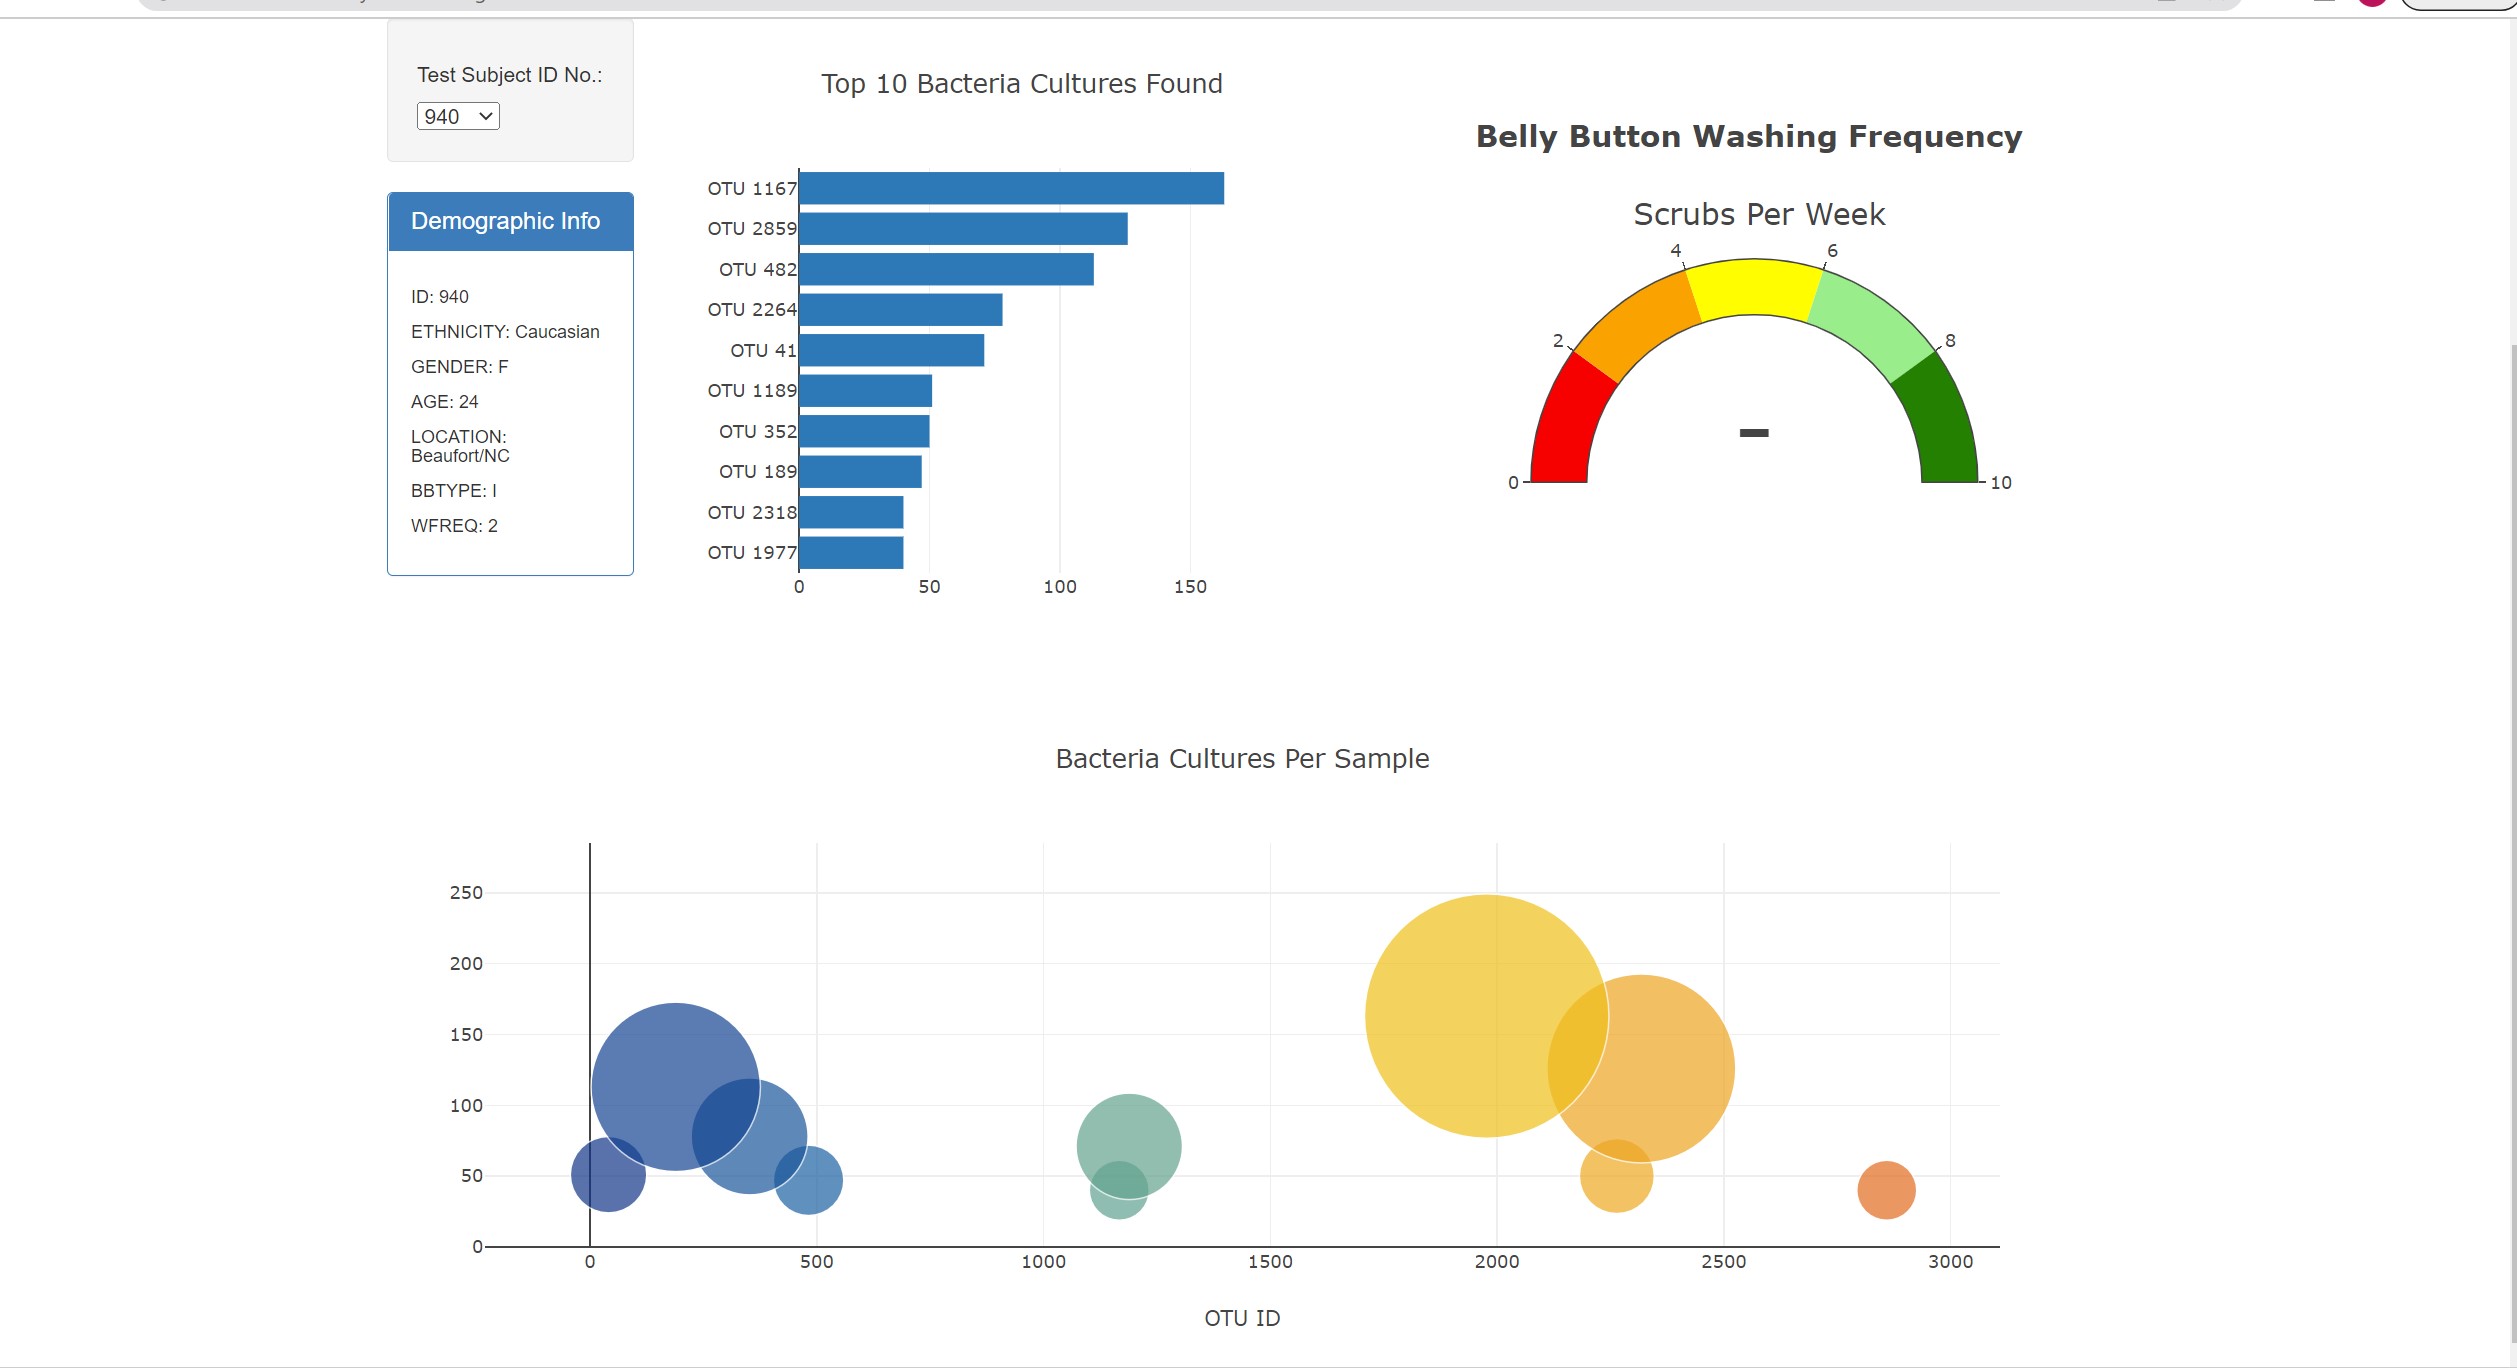 Test Subject ID No.:
940
Demographic Info
ID: 940
ETHNICITY: Caucasian
GENDER: F
AGE: 24
LOCATION:
Beaufort/NC
BBTYPE: I
WFREQ: 2
Top 10 Bacteria Cultures Found
OTU 1167
OTU 2859
OTU 482
OTU 2264
OTU 41
OTU 1189
OTU 352
OTU 189
OTU 2318
OTU 1977
0 50 100 150
Belly Button Washing Frequency
Scrubs Per Week
4 6
2 8
-
0 10
Bacteria Cultures Per Sample
250
200
150
100
50
0
0 500 1000 1500 2000 2500 3000
OTU ID